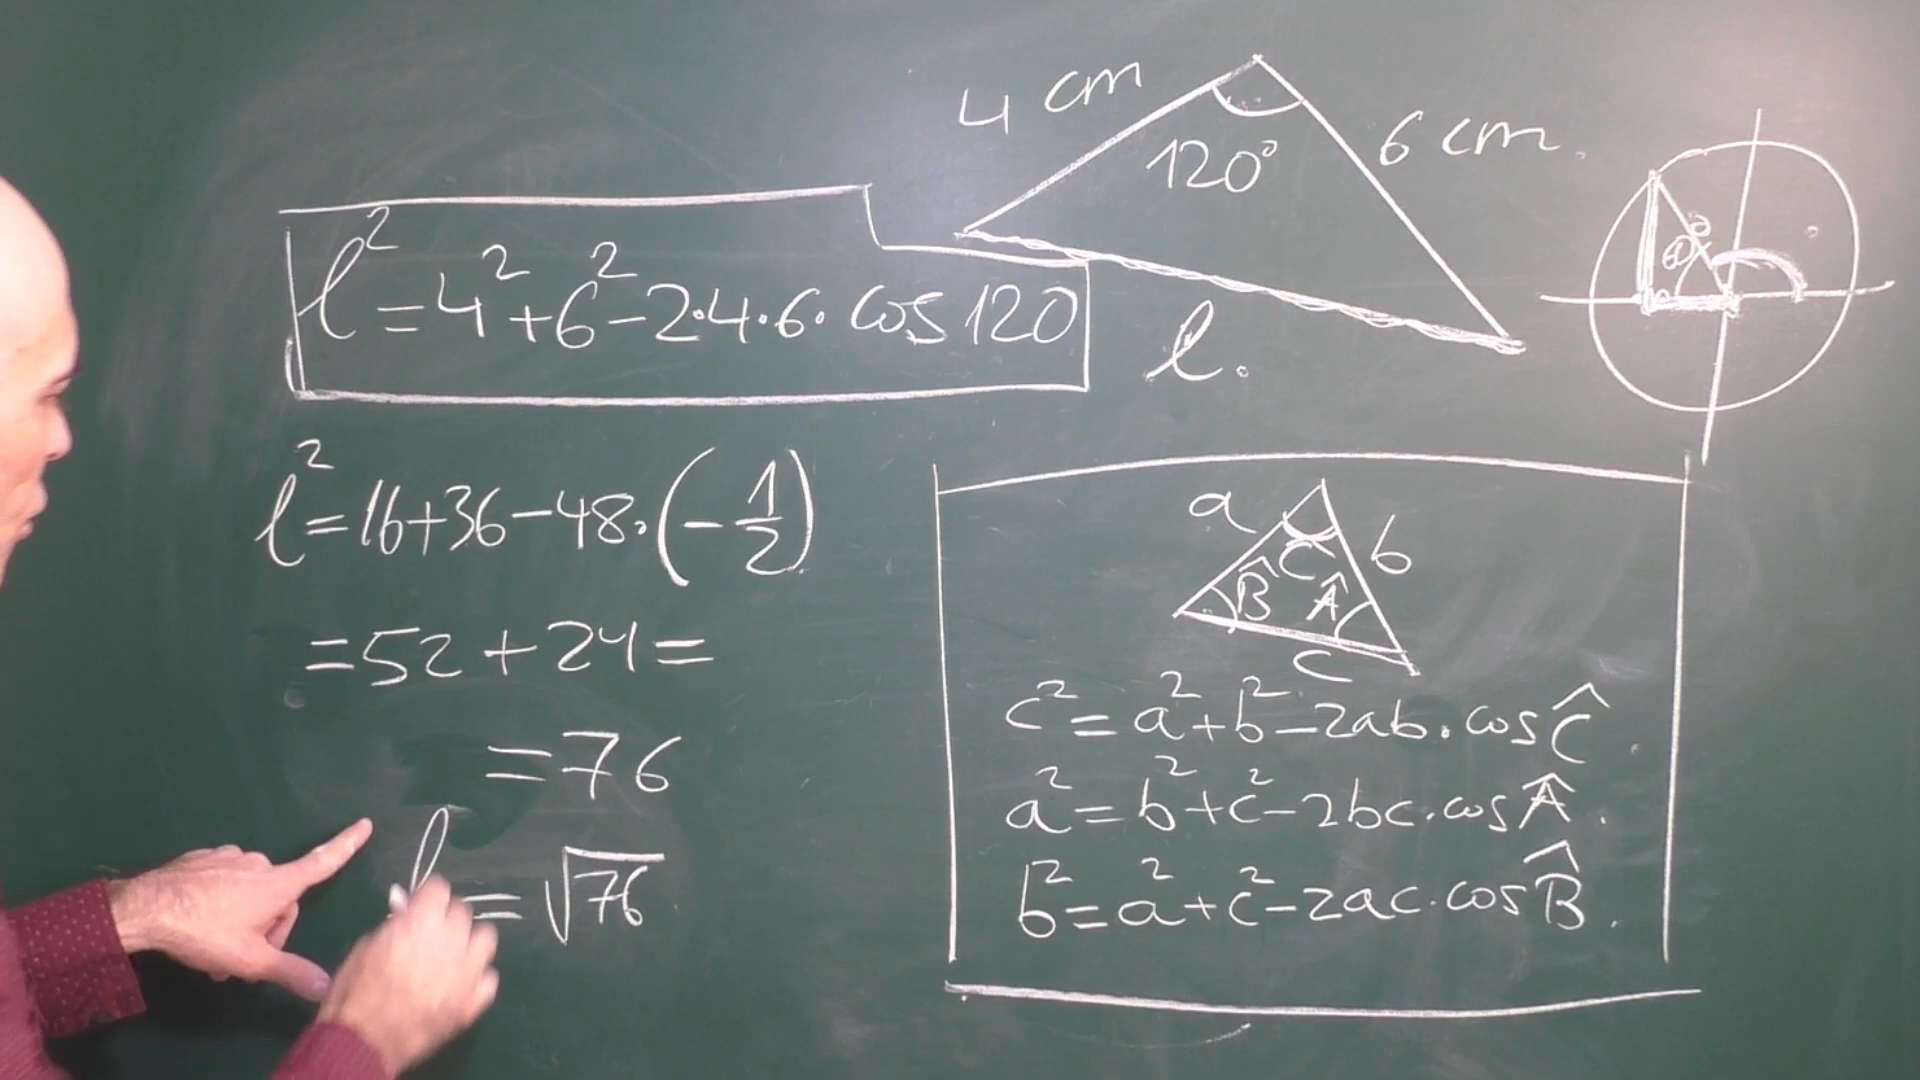 4 cm
6 cm.
120°
l² = 4² + 6² - 2·4·6· cos 120
l.
60
l² = 16 + 36 - 48 · (- 1/2)
= 52 + 24 =
= 76
l = √76
a
b
Ĉ
B̂
Â
c
c² = a² + b² - 2ab . cos Ĉ .
a² = b² + c² - 2bc . cos Â .
b² = a² + c² - 2ac . cos B̂ .